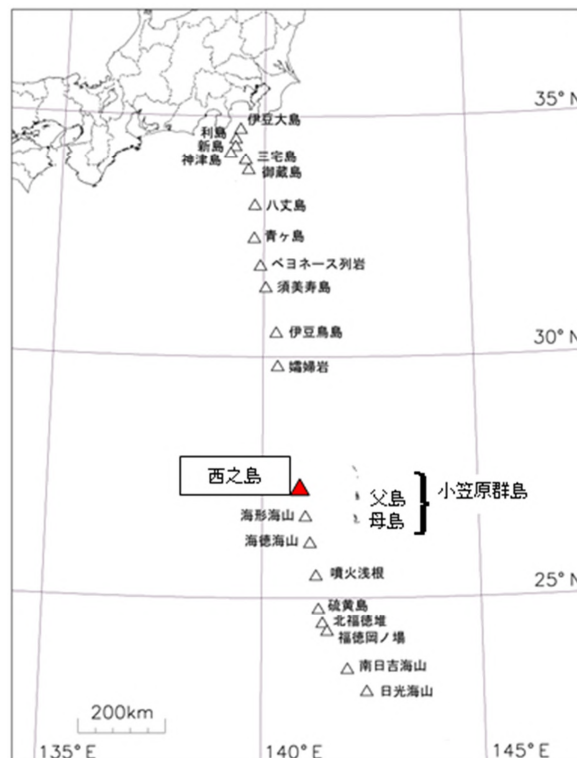 35°N
伊豆大島
利島
新島
神津島
三宅島
御蔵島
八丈島
青ヶ島
ベヨネース列岩
須美寿島
伊豆鳥島
30°N
孀婦岩
西之島
父島
母島
小笠原群島
海形海山
海徳海山
噴火浅根
25°N
硫黄島
北福徳堆
福徳岡ノ場
南日吉海山
日光海山
200km
135°E
140°E
145°E